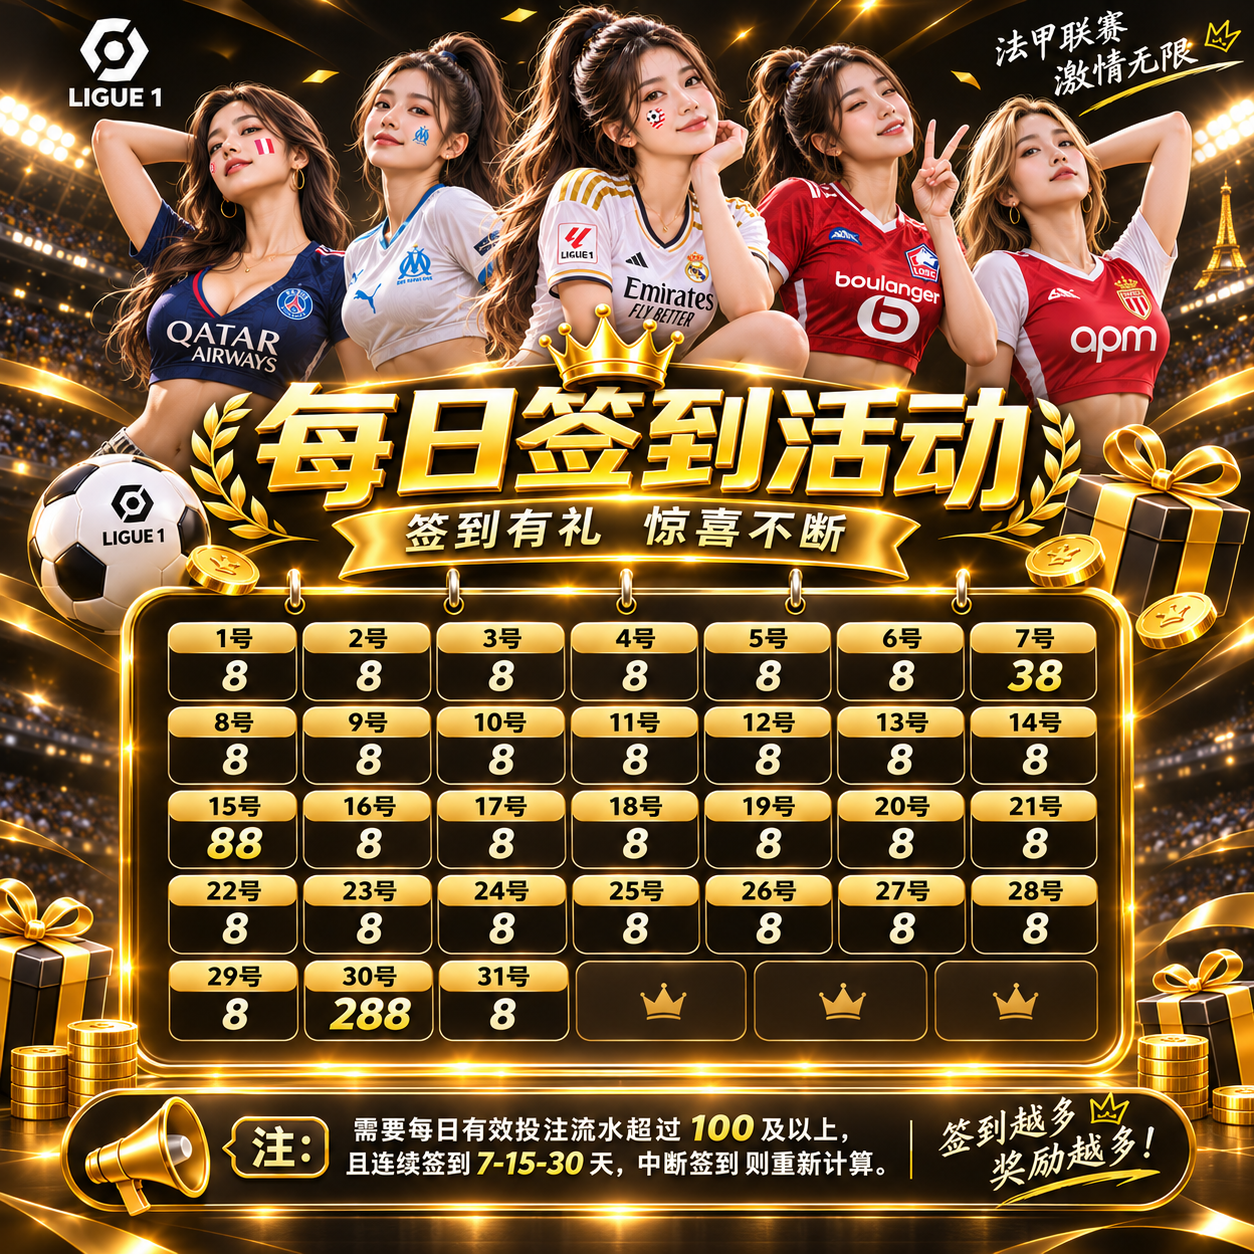 LIGUE 1
法甲联赛
激情无限
QATAR
AIRWAYS
LIGUE 1
Emirates
FLY BETTER
boulanger
b
LOSC
apm
每日签到活动
签到有礼 惊喜不断
LIGUE 1
1号 2号 3号 4号 5号 6号 7号
8 8 8 8 8 8 38
8号 9号 10号 11号 12号 13号 14号
8 8 8 8 8 8 8
15号 16号 17号 18号 19号 20号 21号
88 8 8 8 8 8 8
22号 23号 24号 25号 26号 27号 28号
8 8 8 8 8 8 8
29号 30号 31号
8 288 8
注：
需要每日有效投注流水超过 100 及以上，
且连续签到 7-15-30 天，中断签到 则重新计算。
签到越多
奖励越多！